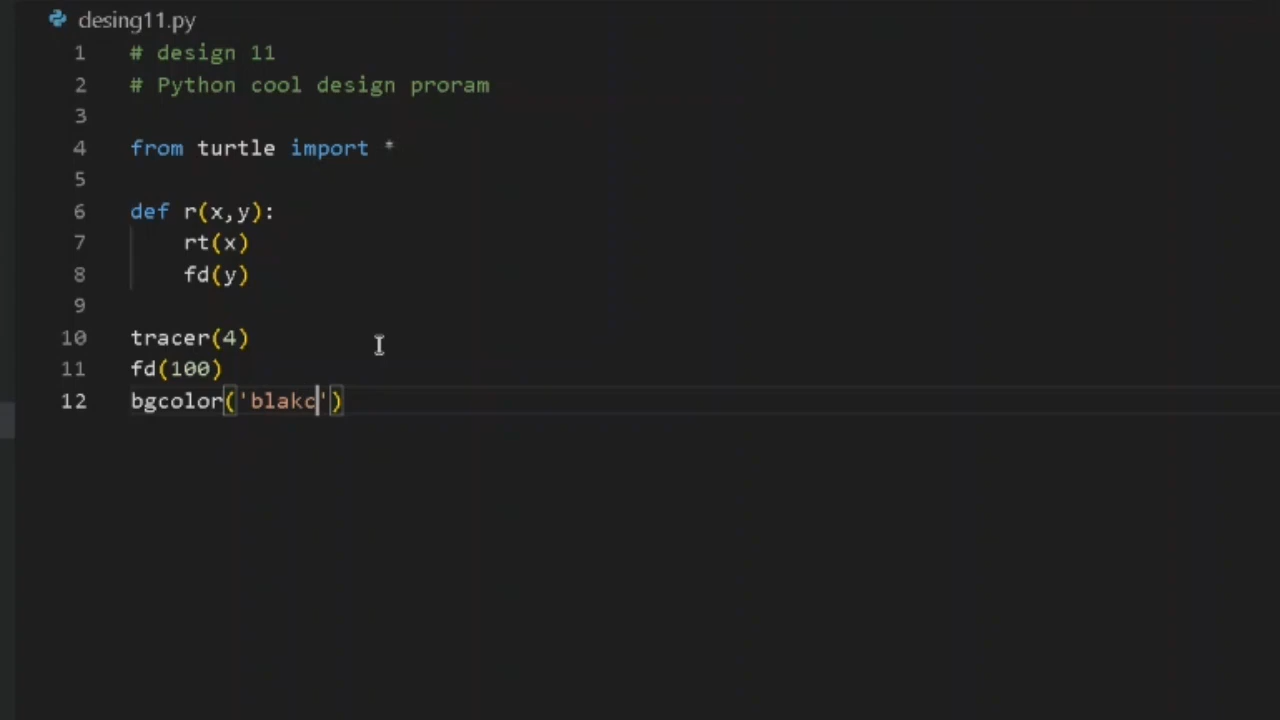 desing11.py
1 # design 11
2 # Python cool design proram
3
4 from turtle import *
5
6 def r(x,y):
7     rt(x)
8     fd(y)
9
10 tracer(4)
11 fd(100)
12 bgcolor('blakc')